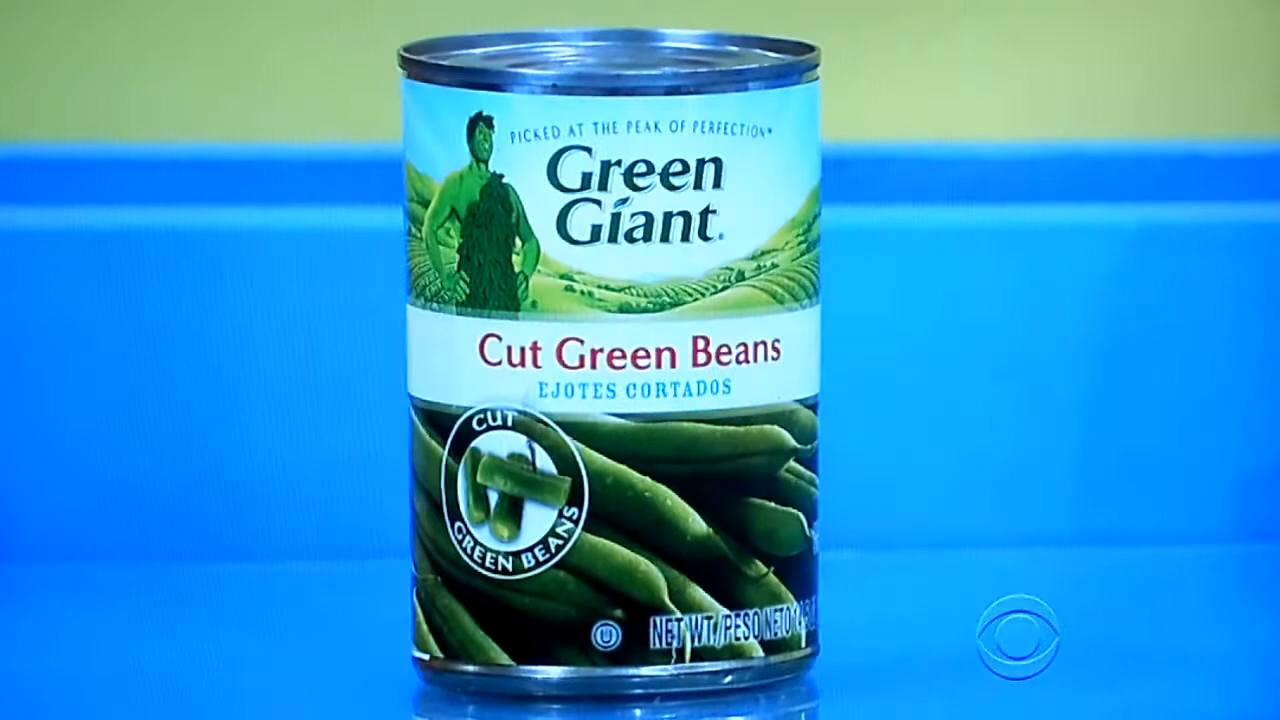 PICKED AT THE PEAK OF PERFECTION™
Green
Giant®
Cut Green Beans
EJOTES CORTADOS
CUT
GREEN BEANS
U
NET WT./PESO NETO